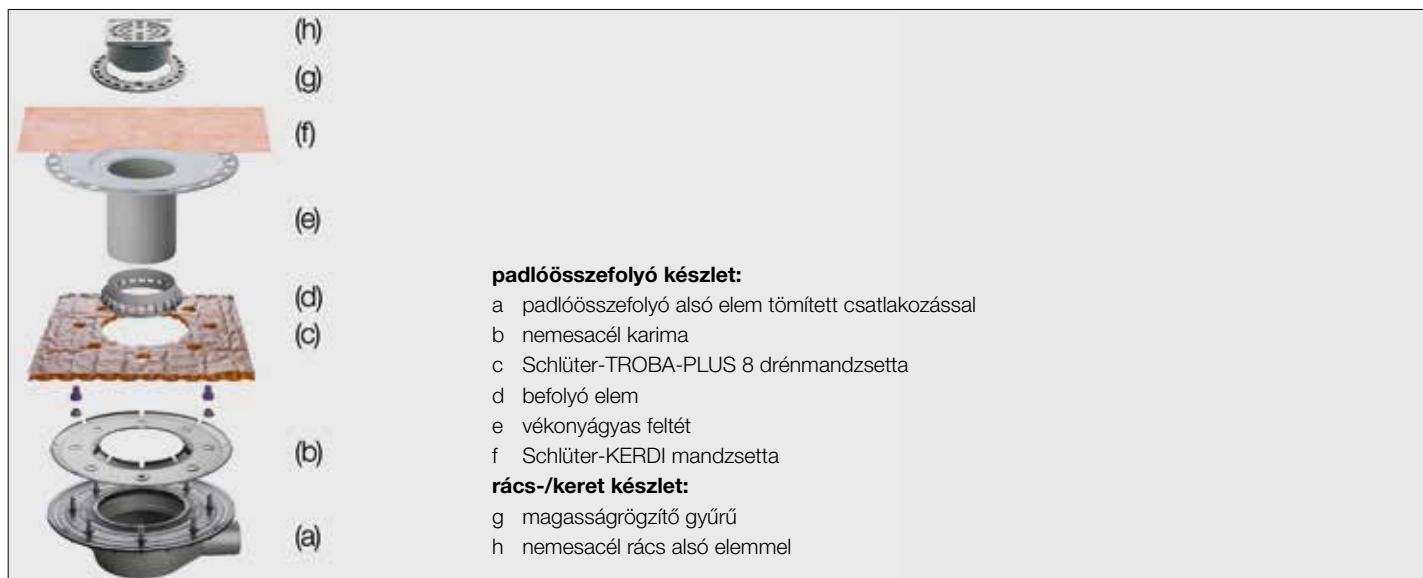 (h)
(g)
(f)
(e)
(d)
(c)
(b)
(a)
padlóösszefolyó készlet:
a padlóösszefolyó alsó elem tömített csatlakozással
b nemesacél karima
c Schlüter-TROBA-PLUS 8 drénmandzsetta
d befolyó elem
e vékonyágyas feltét
f Schlüter-KERDI mandzsetta
rács-/keret készlet:
g magasságrögzítő gyűrű
h nemesacél rács alsó elemmel